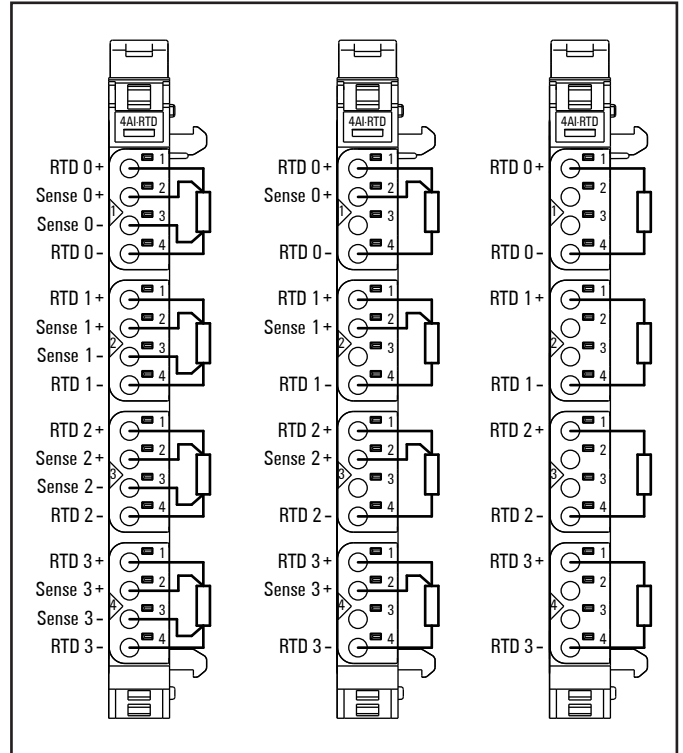 4AI-RTD
RTD 0+
Sense 0+
Sense 0-
RTD 0-
1
1
2
3
4
RTD 1+
Sense 1+
Sense 1-
RTD 1-
2
1
2
3
4
RTD 2+
Sense 2+
Sense 2-
RTD 2-
3
1
2
3
4
RTD 3+
Sense 3+
Sense 3-
RTD 3-
4
1
2
3
4
4AI-RTD
RTD 0+
Sense 0+
RTD 0-
1
1
2
3
4
RTD 1+
Sense 1+
RTD 1-
2
1
2
3
4
RTD 2+
Sense 2+
RTD 2-
3
1
2
3
4
RTD 3+
Sense 3+
RTD 3-
4
1
2
3
4
4AI-RTD
RTD 0+
RTD 0-
1
1
2
3
4
RTD 1+
RTD 1-
2
1
2
3
4
RTD 2+
RTD 2-
3
1
2
3
4
RTD 3+
RTD 3-
4
1
2
3
4